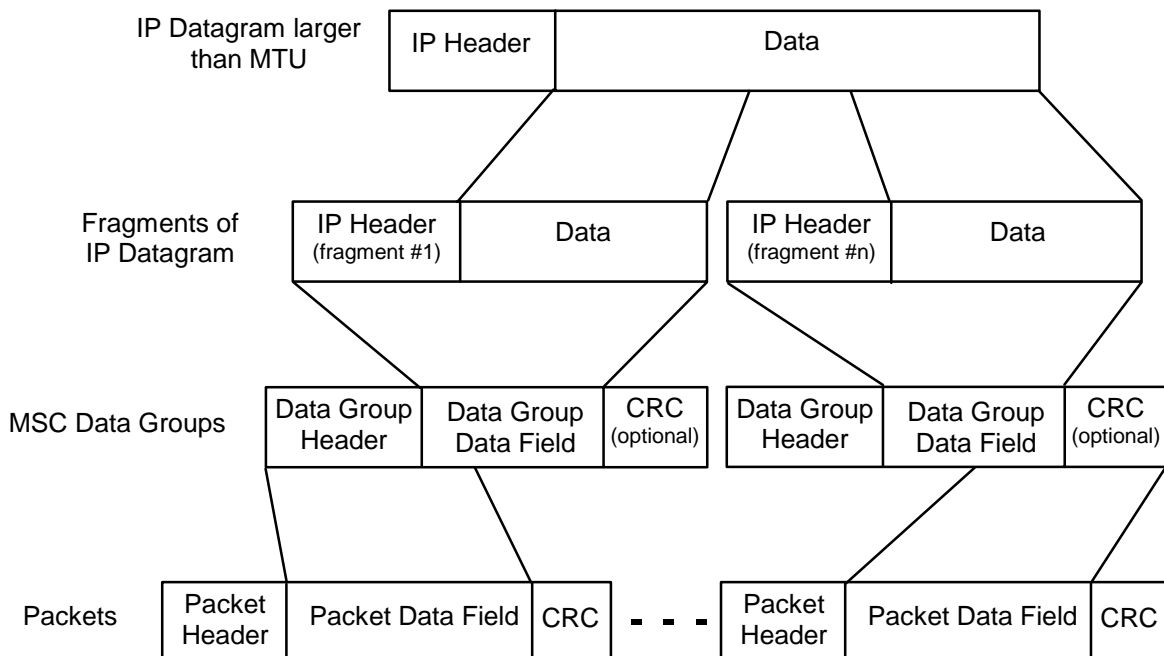 IP Datagram larger
than MTU
IP Header
Data
Fragments of
IP Datagram
IP Header
(fragment #1)
Data
IP Header
(fragment #n)
Data
MSC Data Groups
Data Group
Header
Data Group
Data Field
CRC
(optional)
Data Group
Header
Data Group
Data Field
CRC
(optional)
Packets
Packet
Header
Packet Data Field
CRC
- - - -
Packet
Header
Packet Data Field
CRC